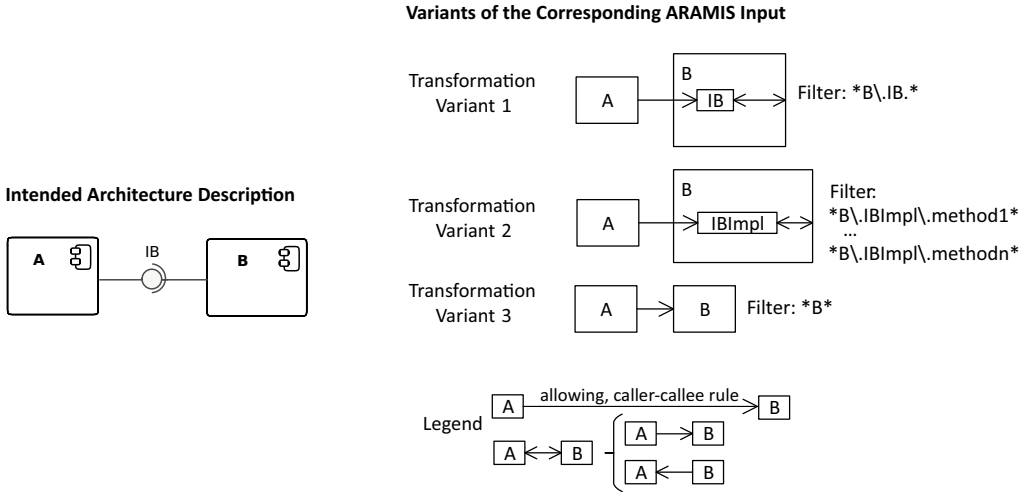 Variants of the Corresponding ARAMIS Input
Transformation
Variant 1
A
B
IB
Filter: *B\.IB.*
Intended Architecture Description
A
IB
B
Transformation
Variant 2
A
B
IBImpl
Filter:
*B\.IBImpl\.method1*
...
*B\.IBImpl\.methodn*
Transformation
Variant 3
A
B
Filter: *B*
Legend
A
allowing, caller-callee rule
B
A
B
A
B
A
B